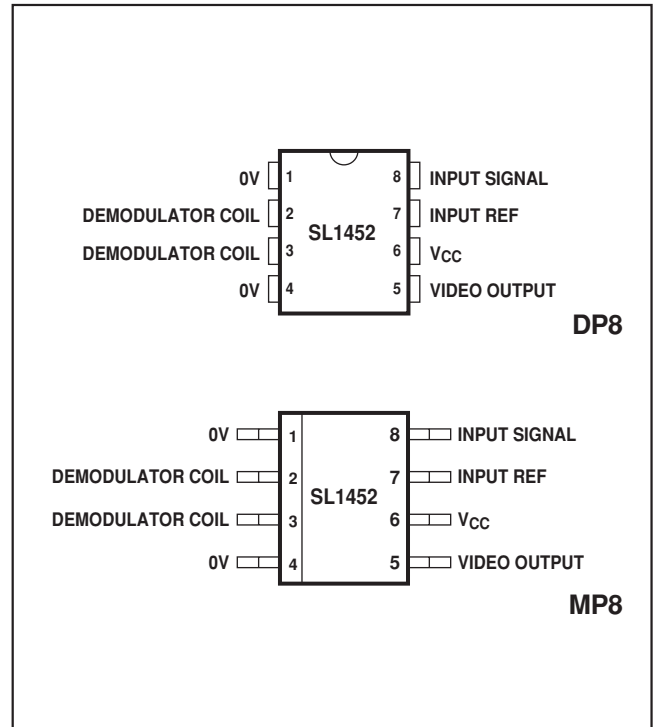 0V 1 8 INPUT SIGNAL
DEMODULATOR COIL 2 7 INPUT REF
SL1452
DEMODULATOR COIL 3 6 VCC
0V 4 5 VIDEO OUTPUT
DP8
0V 1 8 INPUT SIGNAL
DEMODULATOR COIL 2 7 INPUT REF
SL1452
DEMODULATOR COIL 3 6 VCC
0V 4 5 VIDEO OUTPUT
MP8